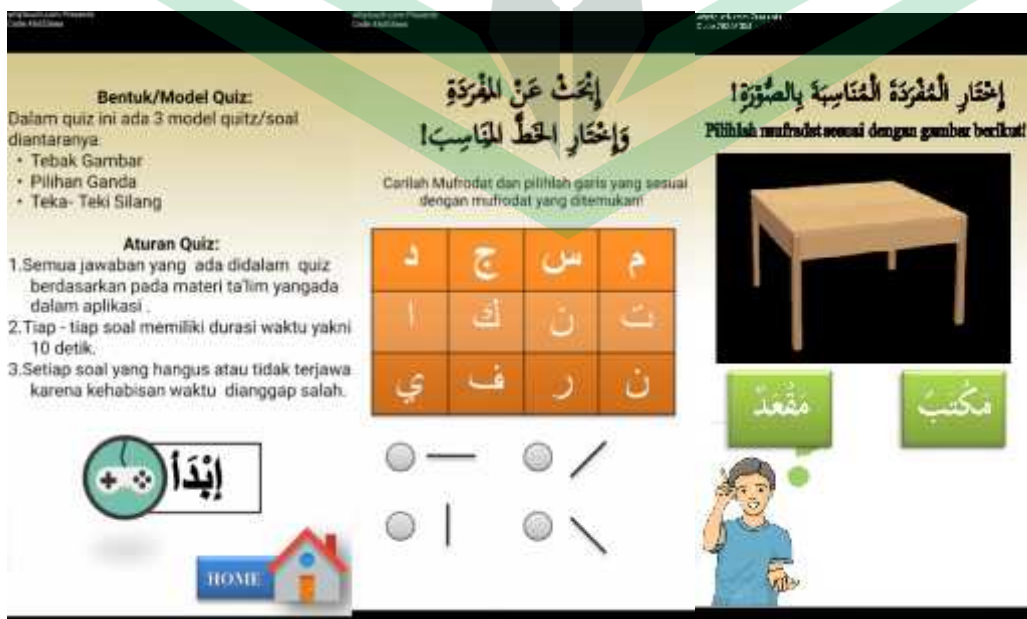 Bentuk/Model Quiz:
Dalam quiz ini ada 3 model quitz/soal
diantaranya:
• Tebak Gambar
• Pilihan Ganda
• Teka- Teki Silang
Aturan Quiz:
1.Semua jawaban yang ada didalam quiz
berdasarkan pada materi ta'lim yangada
dalam aplikasi .
2.Tiap - tiap soal memiliki durasi waktu yakni
10 detik.
3.Setiap soal yang hangus atau tidak terjawa
karena kehabisan waktu dianggap salah.
إِبْدَأْ
HOME
إِبْحَثْ عَنْ المُفْرَدَةِ
وَإِخْتَارِ الخَطَّ المُنَاسِبَ!
Carilah Mufrodat dan pilihlah garis yang sesuai
dengan mufrodat yang ditemukan!
م س ج د
ت ن ك ا
ن ر ف ي
إِخْتَارِ الْمُفْرَدَةَ الْمُنَاسِبَةَ بِالصُّوْرَةِ!
Pilihlah mufradat sesuai dengan gambar berikut!
مَكْتَبٌ
مَقْعَدٌ